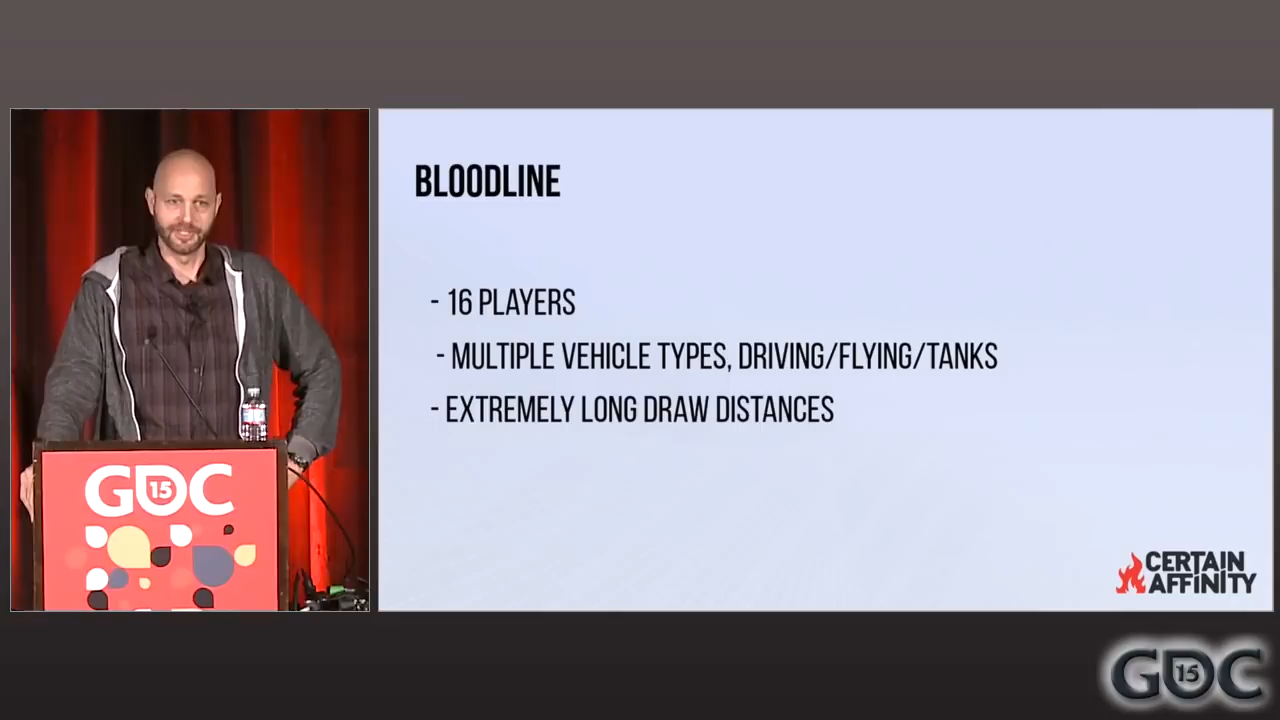 BLOODLINE
- 16 PLAYERS
- MULTIPLE VEHICLE TYPES, DRIVING/FLYING/TANKS
- EXTREMELY LONG DRAW DISTANCES
CERTAIN
AFFINITY
GDC
15
GDC
15